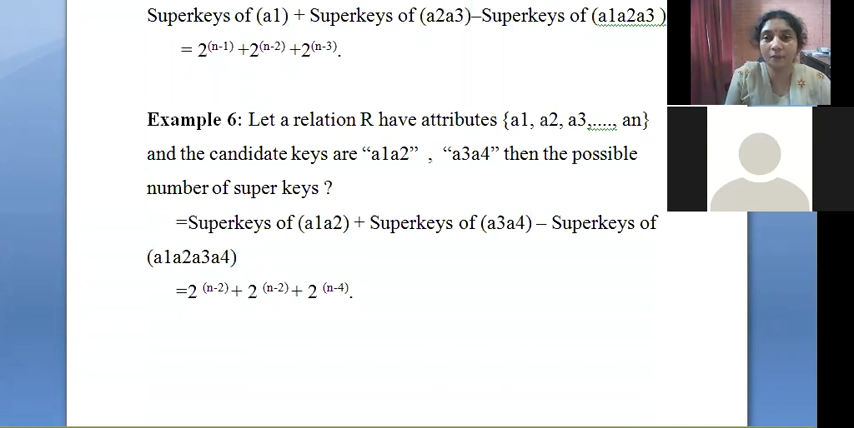 Superkeys of (a1) + Superkeys of (a2a3)–Superkeys of (a1a2a3 )
= 2(n-1) +2(n-2) +2(n-3).
Example 6: Let a relation R have attributes {a1, a2, a3,....., an}
and the candidate keys are “a1a2” , “a3a4” then the possible
number of super keys ?
=Superkeys of (a1a2) + Superkeys of (a3a4) – Superkeys of
(a1a2a3a4)
=2 (n-2)+ 2 (n-2)+ 2 (n-4).